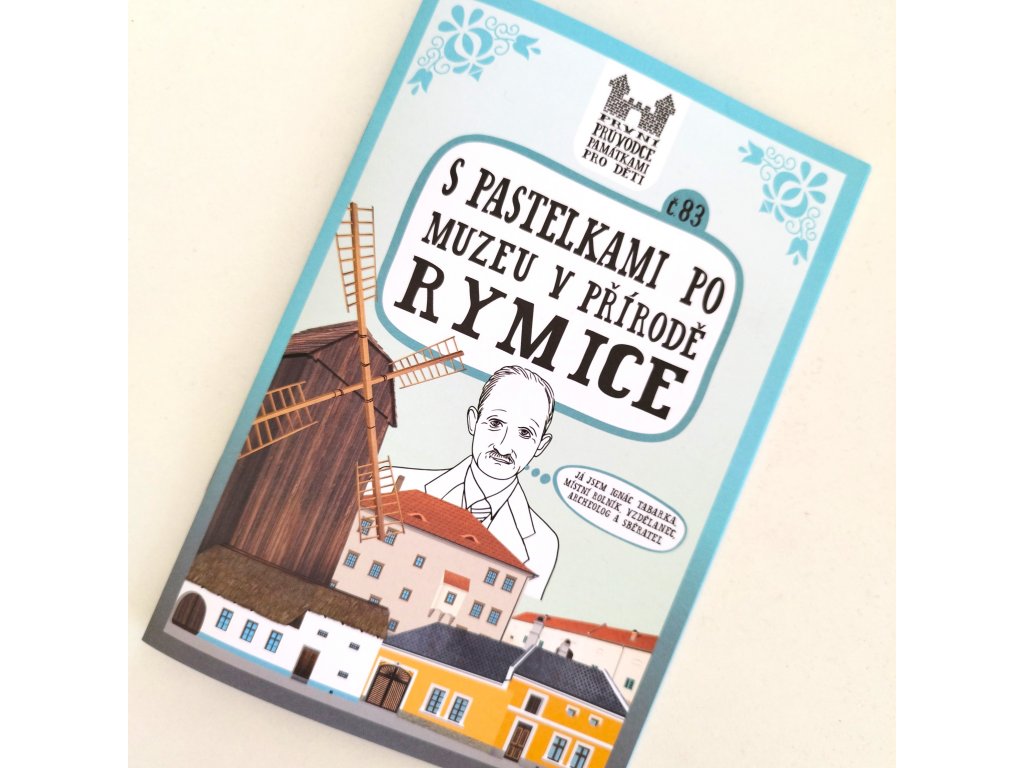 PRVNÍ
PRŮVODCE
PAMÁTKAMI
PRO DĚTI
Č.83
S PASTELKAMI PO
MUZEU V PŘÍRODĚ
RYMICE
JÁ JSEM IGNÁC TABARKA,
MÍSTNÍ ROLNÍK, VZDĚLANEC,
ARCHEOLOG A SBĚRATEL